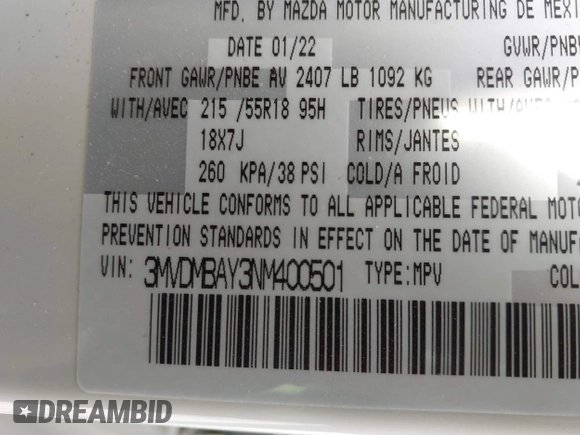 MFD. BY MAZDA MOTOR MANUFACTURING DE MEXI
DATE 01/22 GVWR/PNBV
FRONT GAWR/PNBE AV 2407 LB 1092 KG REAR GAWR/P
WITH/AVEC 215 /55R18 95H TIRES/PNEUS WITH/AVEC
18X7J RIMS/JANTES
260 KPA/38 PSI COLD/A FROID
THIS VEHICLE CONFORMS TO ALL APPLICABLE FEDERAL MOTO
PREVENTION STANDARDS IN EFFECT ON THE DATE OF MANUF
VIN: 3MVDMBAY3NM400501 TYPE:MPV COL
DREAMBID